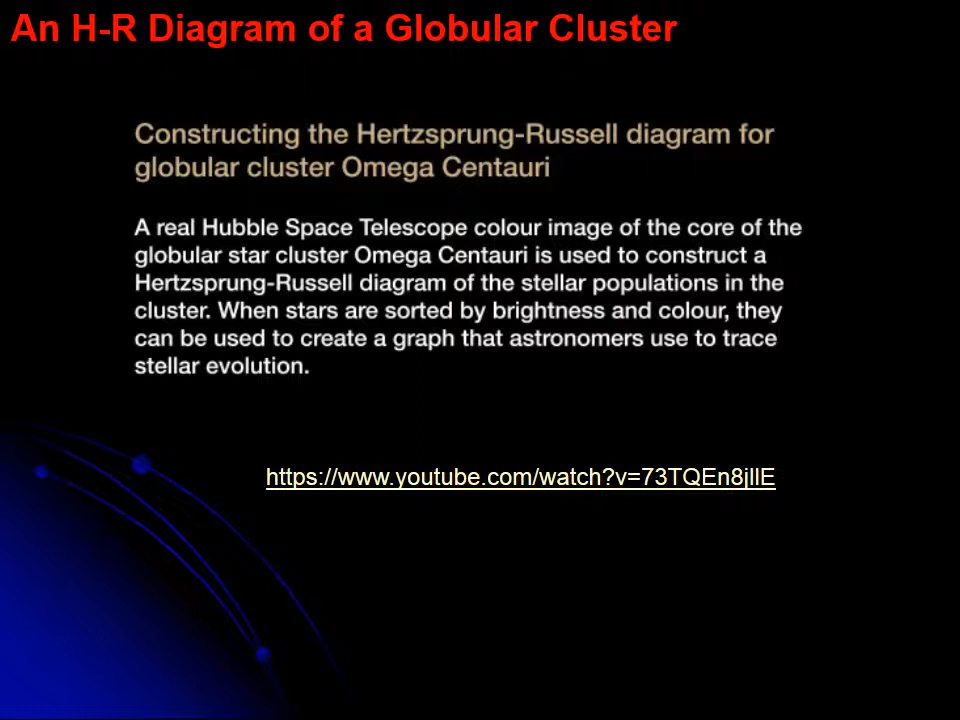 An H-R Diagram of a Globular Cluster
Constructing the Hertzsprung-Russell diagram for
globular cluster Omega Centauri
A real Hubble Space Telescope colour image of the core of the
globular star cluster Omega Centauri is used to construct a
Hertzsprung-Russell diagram of the stellar populations in the
cluster. When stars are sorted by brightness and colour, they
can be used to create a graph that astronomers use to trace
stellar evolution.
https://www.youtube.com/watch?v=73TQEn8jllE